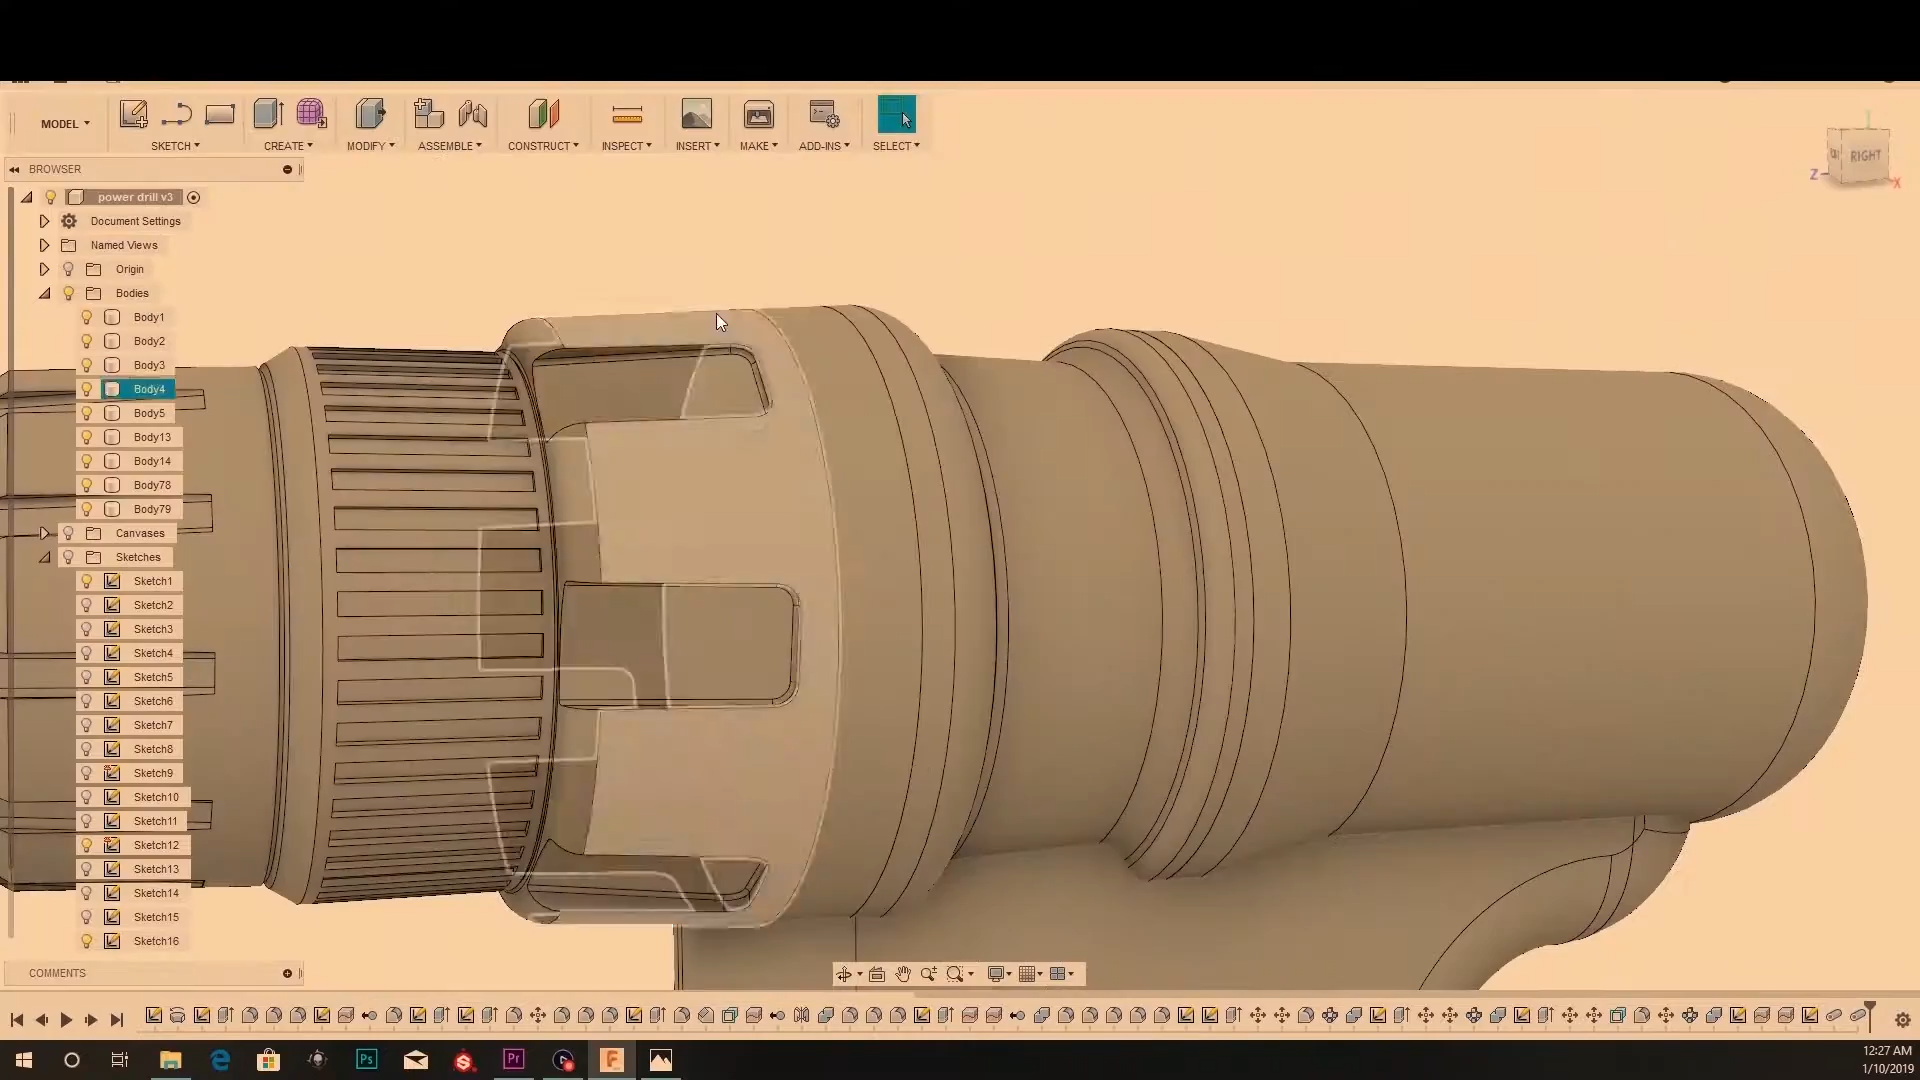 MODEL
SKETCH
CREATE
MODIFY
ASSEMBLE
CONSTRUCT
INSPECT
INSERT
MAKE
ADD-INS
SELECT
RIGHT
Z
X
BROWSER
power drill v3
Document Settings
Named Views
Origin
Bodies
Body1
Body2
Body3
Body4
Body5
Body13
Body14
Body78
Body79
Canvases
Sketches
Sketch1
Sketch2
Sketch3
Sketch4
Sketch5
Sketch6
Sketch7
Sketch8
Sketch9
Sketch10
Sketch11
Sketch12
Sketch13
Sketch14
Sketch15
Sketch16
COMMENTS
Ps
Pr
F
12:27 AM
1/10/2019